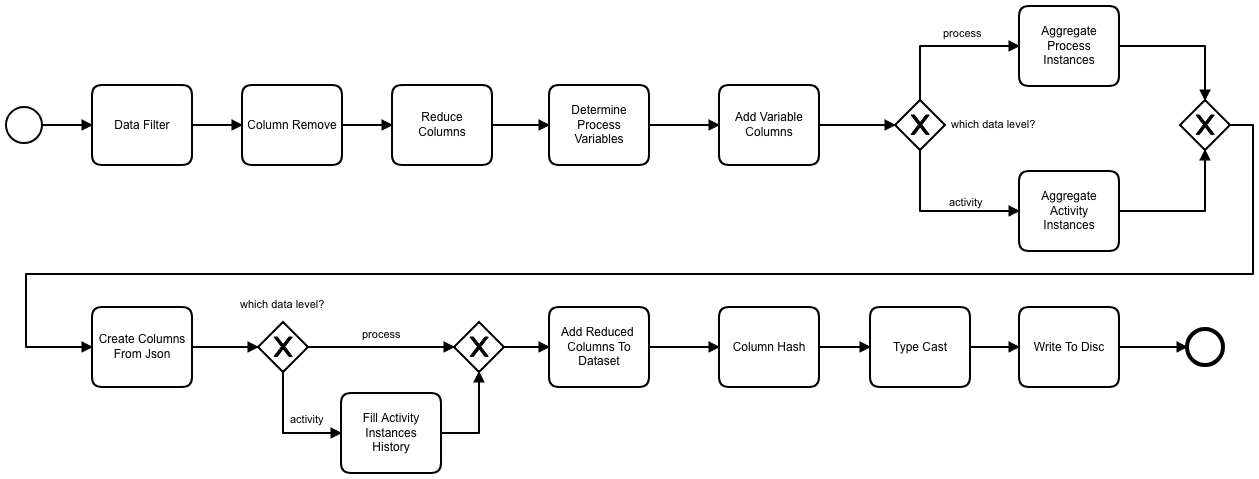 Data Filter
Column Remove
Reduce
Columns
Determine
Process
Variables
Add Variable
Columns
which data level?
process
Aggregate
Process
Instances
activity
Aggregate
Activity
Instances
Create Columns
From Json
which data level?
process
activity
Fill Activity
Instances
History
Add Reduced
Columns To
Dataset
Column Hash
Type Cast
Write To Disc